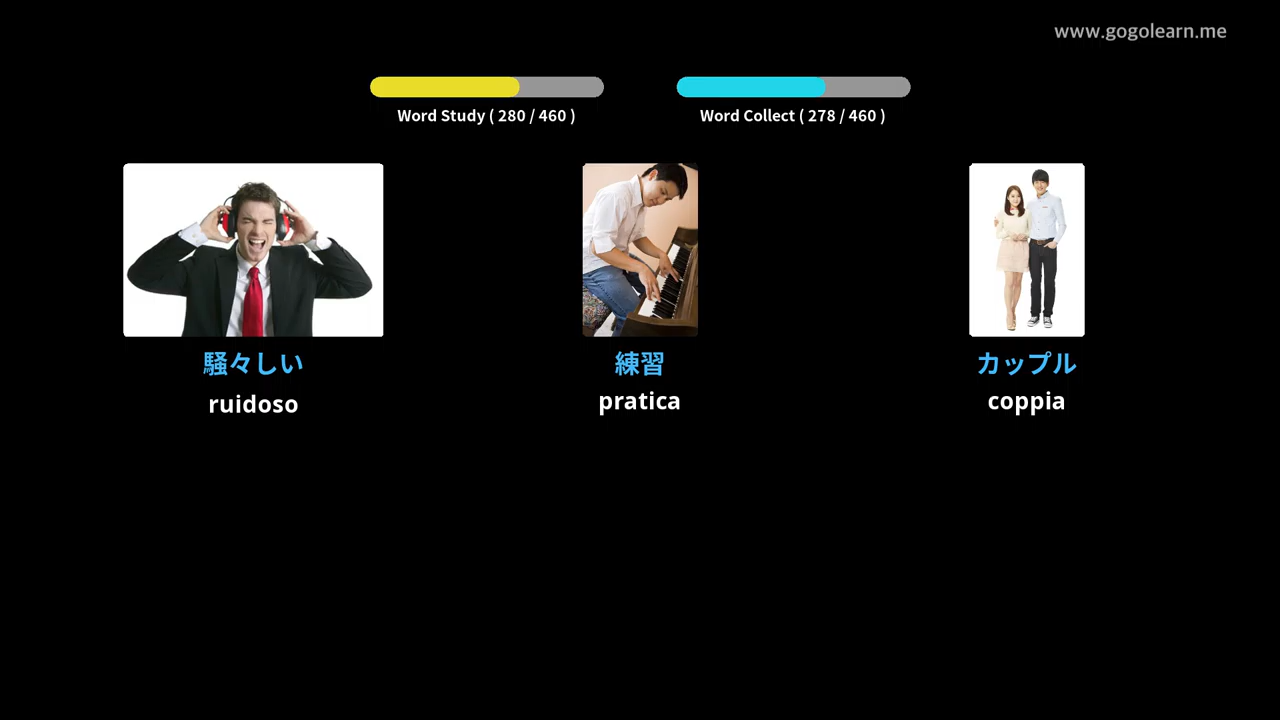 www.gogolearn.me
Word Study ( 280 / 460 )
Word Collect ( 278 / 460 )
騒々しい
練習
カップル
ruidoso
pratica
coppia